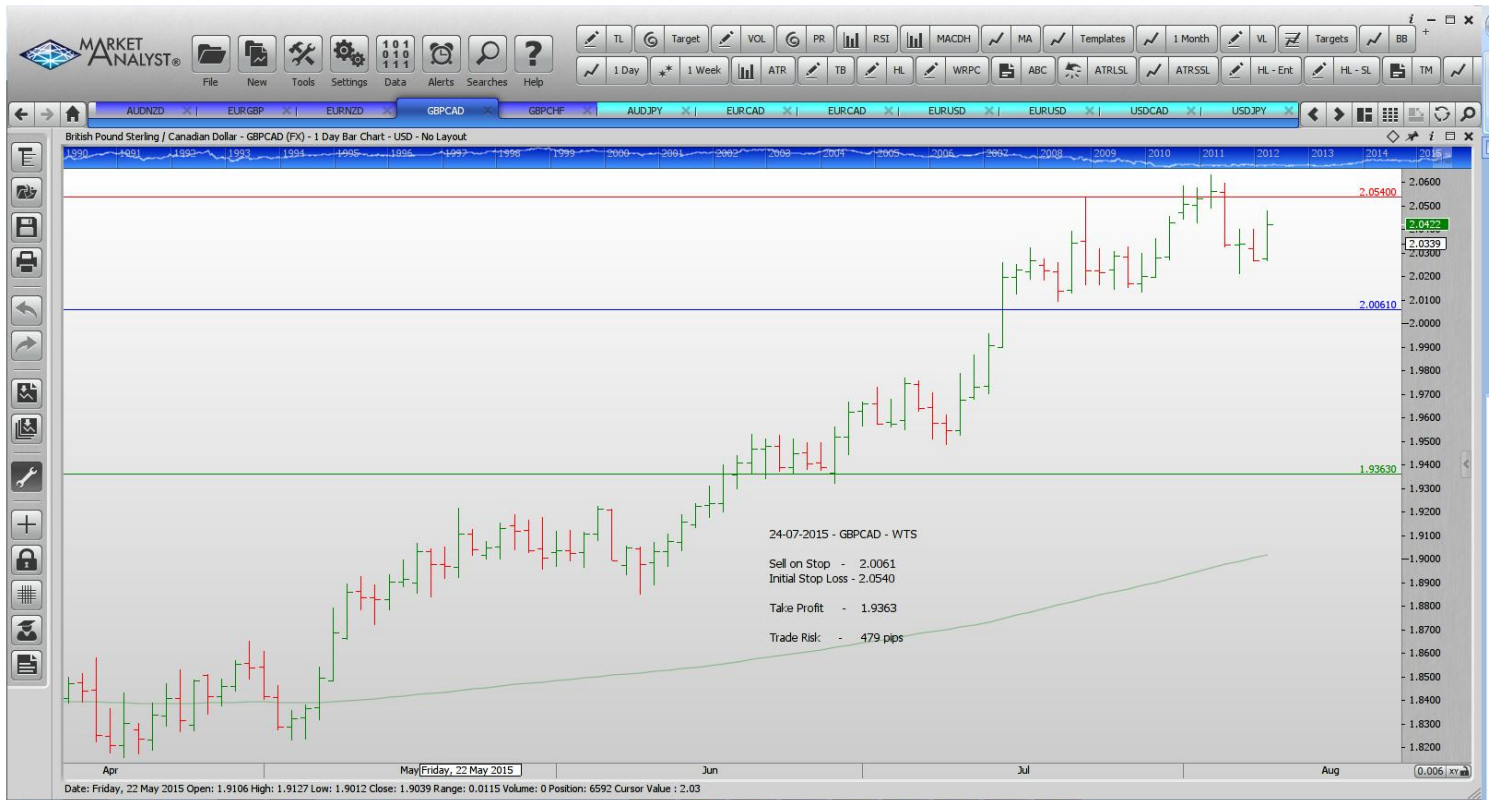 MARKET ANALYST®
File New Tools Settings Data Alerts Searches Help
101
010
111
TL Target VOL PR RSI MACDH MA Templates 1 Month VL Targets BB
1 Day 1 Week ATR TB HL WRPC ABC ATRLSL ATRSSL HL - Ent HL - SL TM
AUDNZD EURGBP EURNZD GBPCAD GBPCHF AUDJPY EURCAD EURCAD EURUSD EURUSD USDCAD USDJPY
British Pound Sterling / Canadian Dollar - GBPCAD (FX) - 1 Day Bar Chart - USD - No Layout
1990 1991 1992 1993 1994 1995 1996 1997 1998 1999 2000 2001 2002 2003 2004 2005 2006 2007 2008 2009 2010 2011 2012 2013 2014 2015
2.0600
2.05400
2.0500
2.0422
2.0339
2.0300
2.0200
2.0100
2.00610
2.0000
1.9900
1.9800
1.9700
1.9600
1.9500
1.9400
1.93630
1.9300
1.9200
1.9100
1.9000
1.8900
1.8800
1.8700
1.8600
1.8500
1.8400
1.8300
1.8200
24-07-2015 - GBPCAD - WTS
Sell on Stop - 2.0061
Initial Stop Loss - 2.0540
Take Profit - 1.9363
Trade Risk - 479 pips
Apr May Friday, 22 May 2015 Jun Jul Aug 0.006 XY
Date: Friday, 22 May 2015 Open: 1.9106 High: 1.9127 Low: 1.9012 Close: 1.9039 Range: 0.0115 Volume: 0 Position: 6592 Cursor Value : 2.03